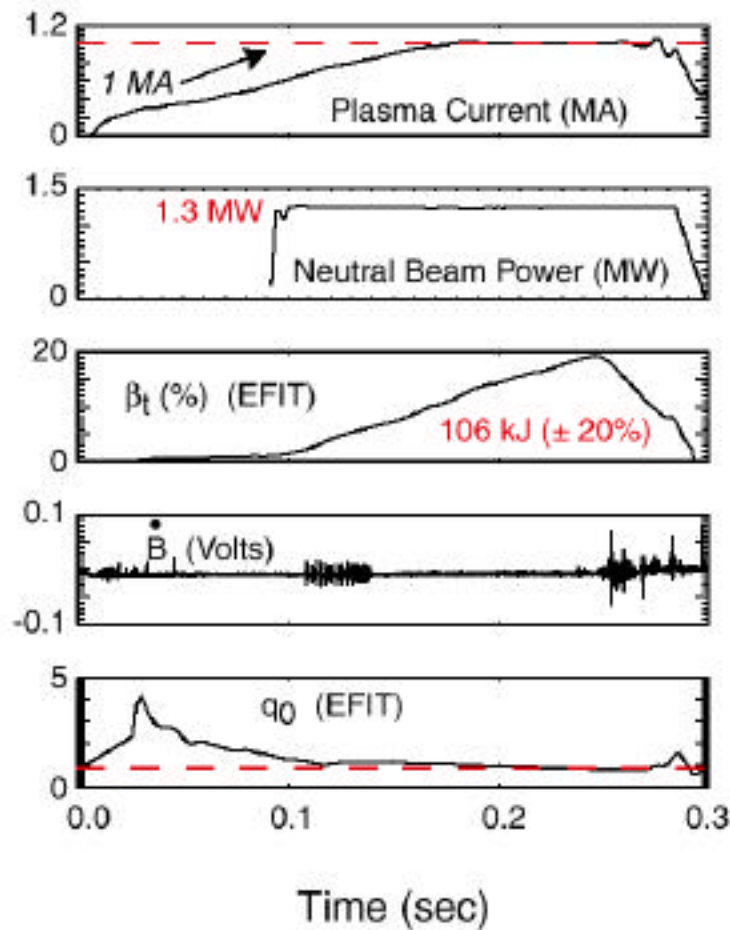 1.2
1 MA
Plasma Current (MA)
0
1.5
1.3 MW
Neutral Beam Power (MW)
0
20
βt (%) (EFIT)
106 kJ (± 20%)
0
0.1
Ḃ (Volts)
-0.1
5
q0 (EFIT)
0
0.0 0.1 0.2 0.3
Time (sec)